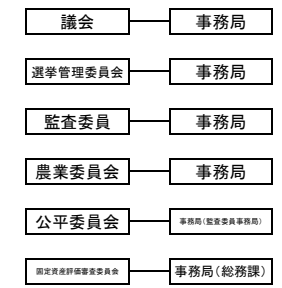 議会 事務局
選挙管理委員会 事務局
監査委員 事務局
農業委員会 事務局
公平委員会 事務局(監査委員事務局)
固定資産評価審査委員会 事務局(総務課)